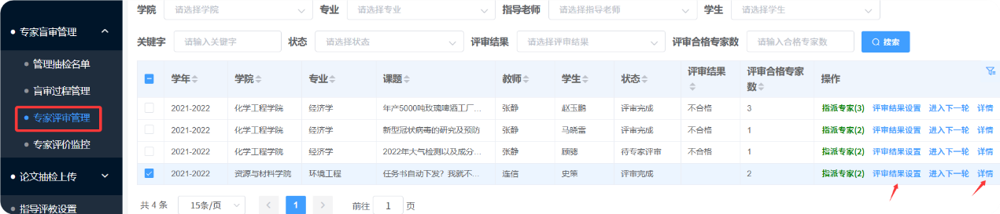 学院 请选择学院 专业 请选择专业 指导老师 请选择指导老师 学生 请选择学生
专家盲审管理
关键字 请输入关键字 状态 请选择状态 评审结果 请选择评审结果 评审合格专家数 请输入合格专家数 搜索
管理抽检名单
盲审过程管理
专家评审管理
专家评价监控
论文抽检上传
指导评教设置
学年 学院 专业 课题 教师 学生 状态 评审结果 评审合格专家数 操作
2021-2022 化学工程学院 经济学 年产5000吨玫瑰啤酒工厂... 张静 赵玉鹏 评审完成 不合格 3 指派专家(3) 评审结果设置 进入下一轮 详情
2021-2022 化学工程学院 经济学 新型冠状病毒的研究及预防 张静 马晓雷 评审完成 不合格 1 指派专家(2) 评审结果设置 进入下一轮 详情
2021-2022 化学工程学院 经济学 2022年大气检测以及成分... 张静 顾骢 待专家评审 不合格 1 指派专家(2) 评审结果设置 进入下一轮 详情
2021-2022 资源与材料学院 环境工程 任务书自动下发？我就不... 连信 史策 评审完成 2 指派专家(2) 评审结果设置 进入下一轮 详情
共 4 条 15条/页 1 前往 1 页